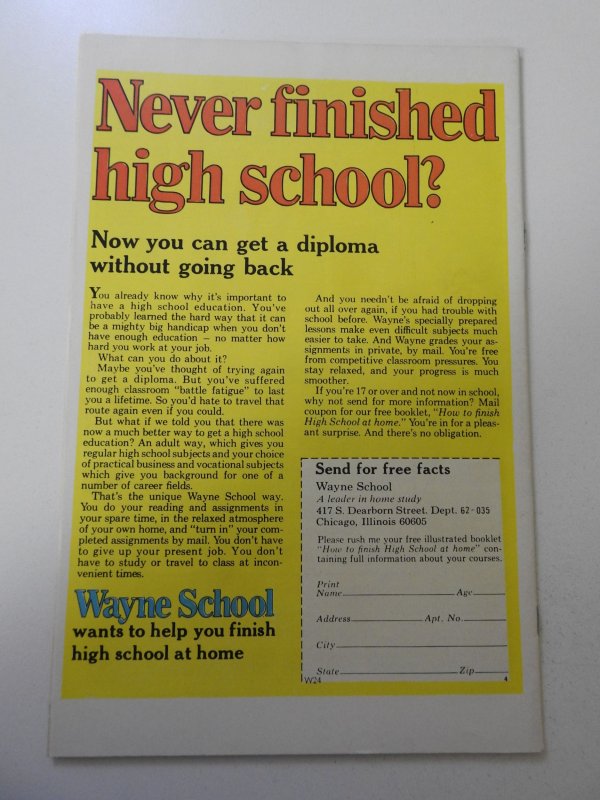 Never finished
high school?
Now you can get a diploma
without going back
You already know why it's important to
have a high school education. You've
probably learned the hard way that it can
be a mighty big handicap when you don't
have enough education – no matter how
hard you work at your job.
What can you do about it?
Maybe you've thought of trying again
to get a diploma. But you've suffered
enough classroom "battle fatigue" to last
you a lifetime. So you'd hate to travel that
route again even if you could.
But what if we told you that there was
now a much better way to get a high school
education? An adult way, which gives you
regular high school subjects and your choice
of practical business and vocational subjects
which give you background for one of a
number of career fields.
That's the unique Wayne School way.
You do your reading and assignments in
your spare time, in the relaxed atmosphere
of your own home, and "turn in" your com-
pleted assignments by mail. You don't have
to give up your present job. You don't
have to study or travel to class at incon-
venient times.
Wayne School
wants to help you finish
high school at home
And you needn't be afraid of dropping
out all over again, if you had trouble with
school before. Wayne's specially prepared
lessons make even difficult subjects much
easier to take. And Wayne grades your as-
signments in private, by mail. You're free
from competitive classroom pressures. You
stay relaxed, and your progress is much
smoother.
If you're 17 or over and not now in school,
why not send for more information? Mail
coupon for our free booklet, "How to finish
High School at home." You're in for a pleas-
ant surprise. And there's no obligation.
Send for free facts
Wayne School
A leader in home study
417 S. Dearborn Street. Dept. 62-035
Chicago, Illinois 60605
Please rush me your free illustrated booklet
"How to finish High School at home" con-
taining full information about your courses.
Print
Name Age
Address Apt. No.
City
State Zip
W24 4